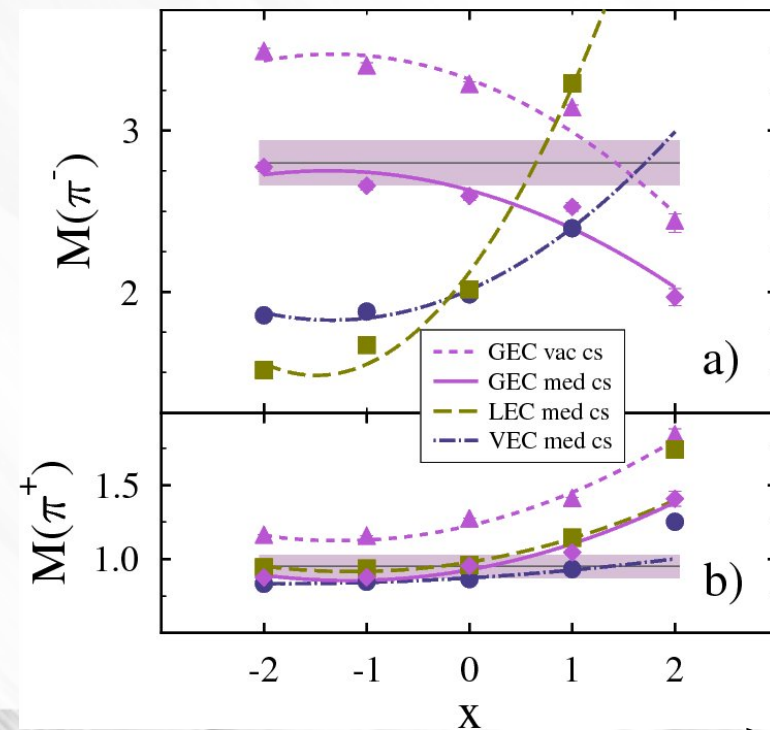 3
2
M(π⁻)
a)
GEC vac cs
GEC med cs
LEC med cs
VEC med cs
1.5
1.0
M(π⁺)
b)
-2 -1 0 1 2
x